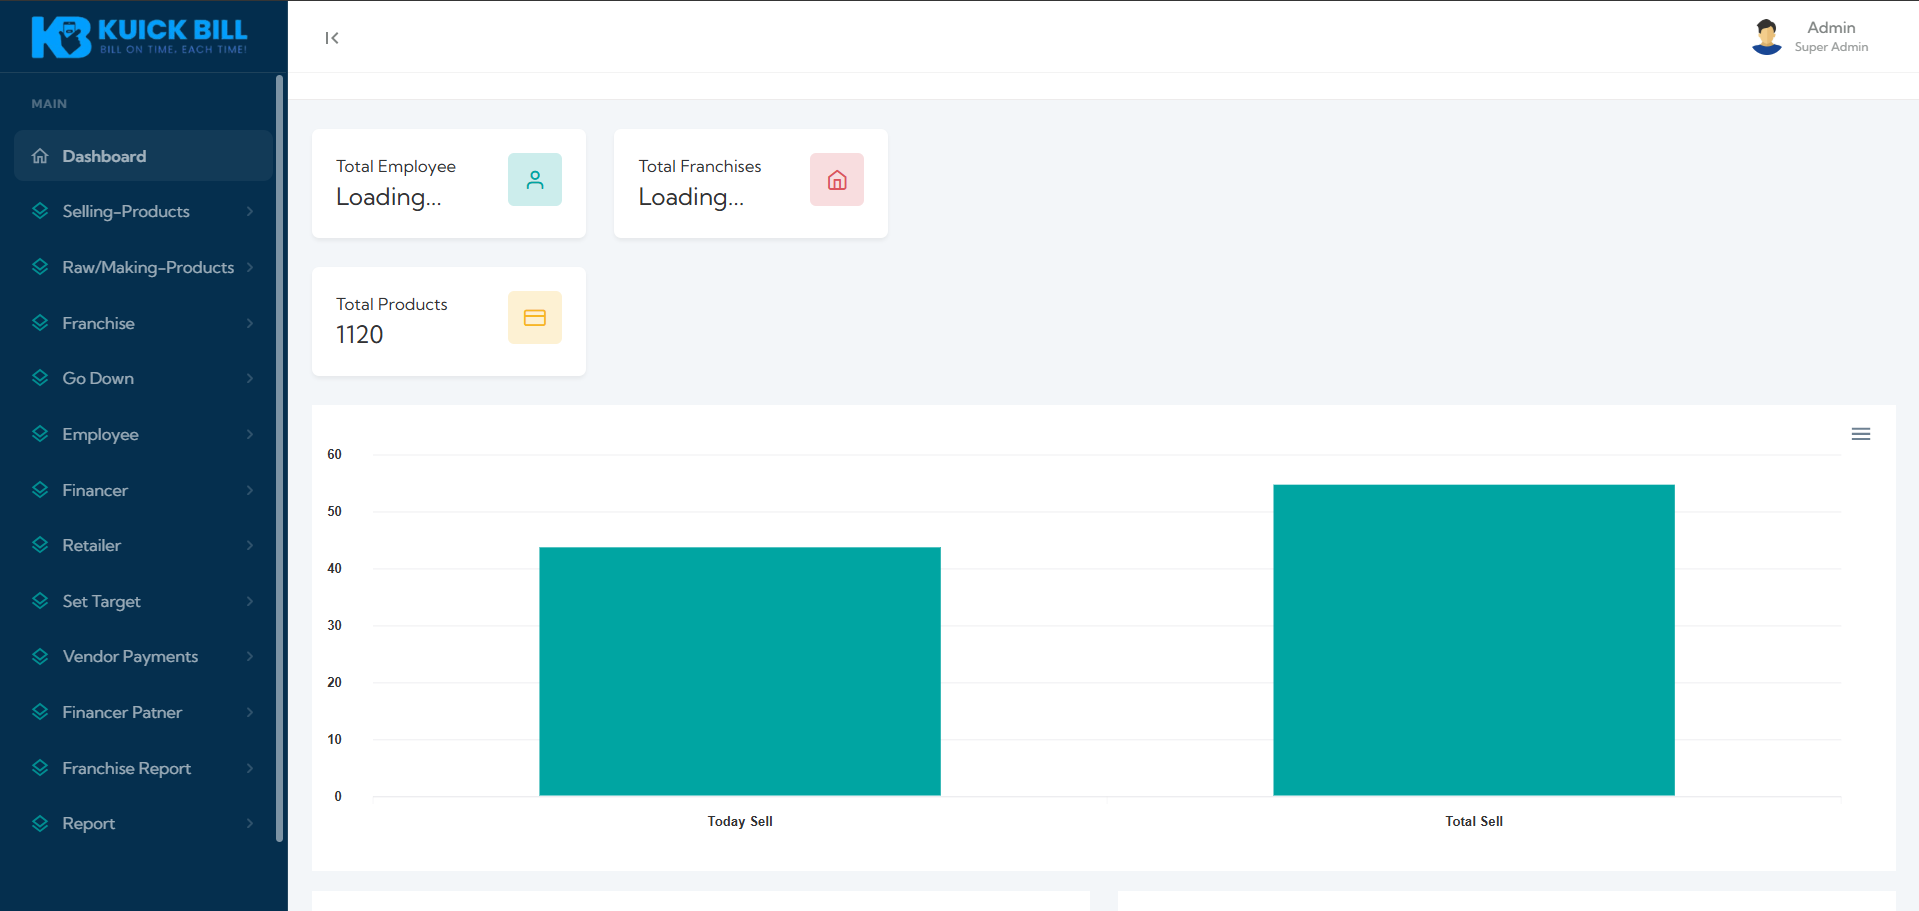 KUICK BILL
BILL ON TIME, EACH TIME!
Admin
Super Admin
MAIN
Dashboard
Selling-Products
Raw/Making-Products
Franchise
Go Down
Employee
Financer
Retailer
Set Target
Vendor Payments
Financer Patner
Franchise Report
Report
Total Employee
Loading...
Total Franchises
Loading...
Total Products
1120
60
50
40
30
20
10
0
Today Sell
Total Sell